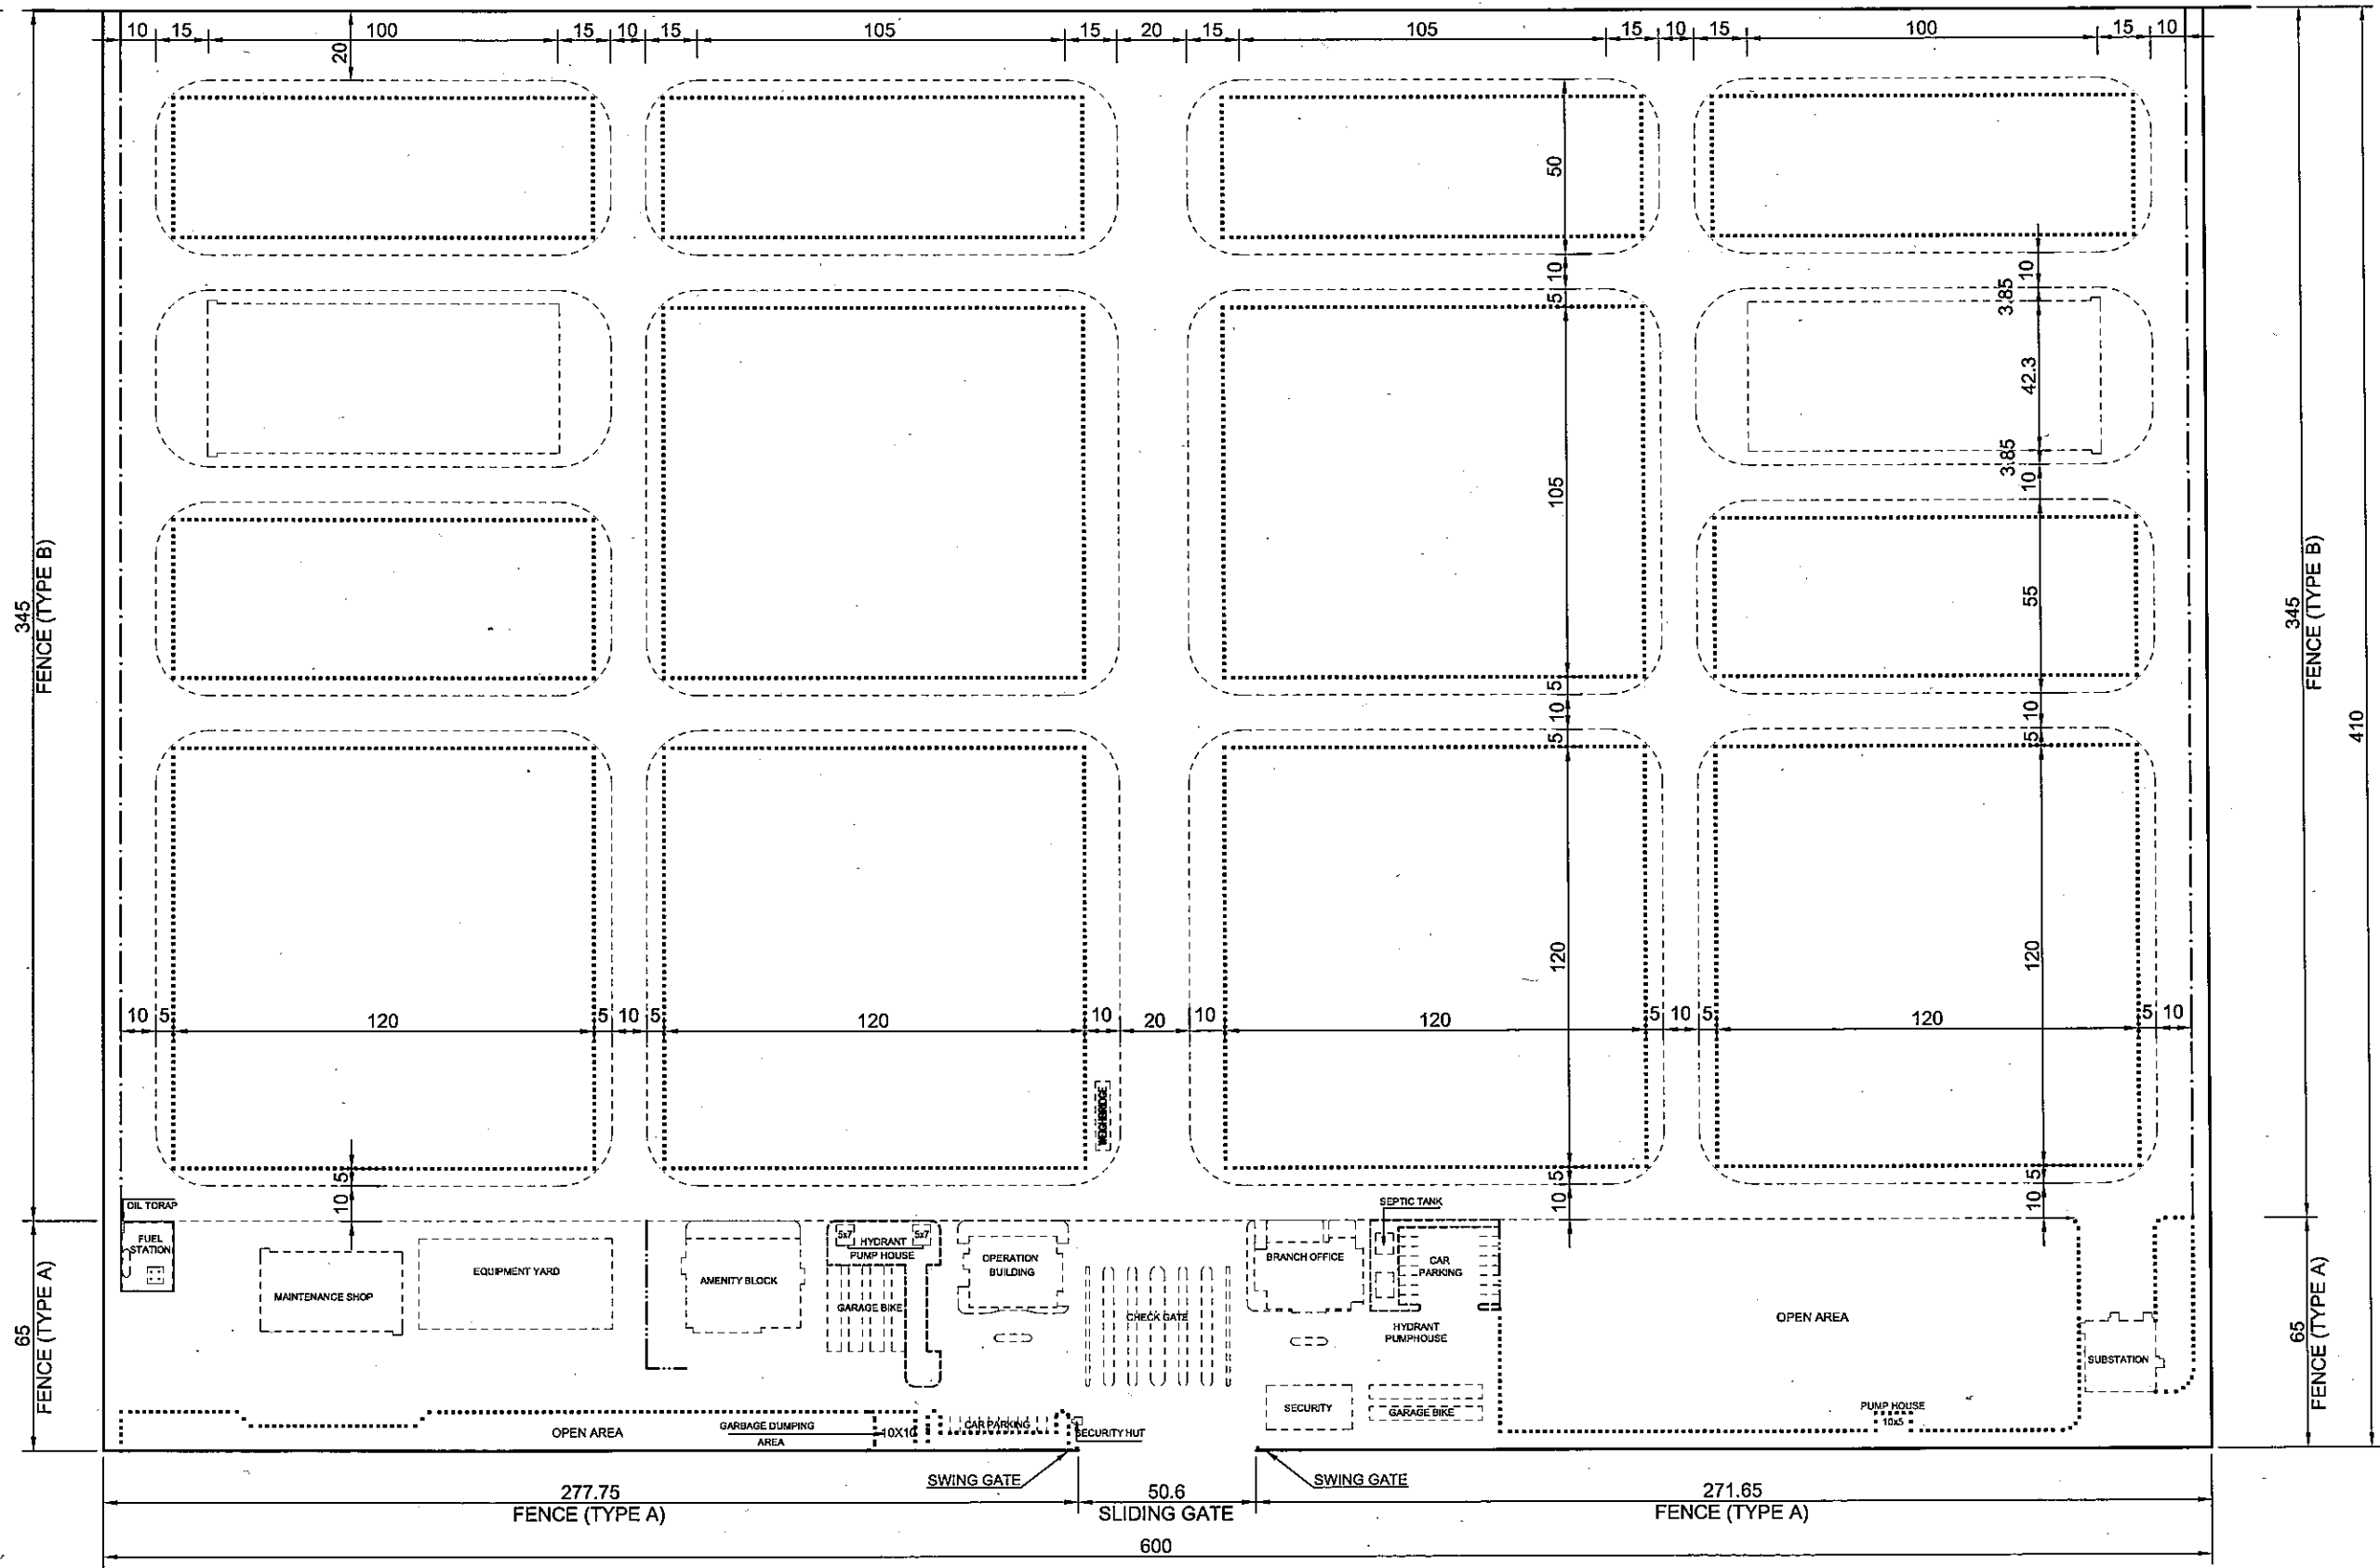 10 15 100 15 10 15 105 15 20 15 105 15 10 15 100 15 10
20
50
10
5
10
3.85
42.3
3.85
10
105
55
5
10
5
10
5
345
FENCE (TYPE B)
345
FENCE (TYPE B)
410
120
120
10 5 120 5 10 5 120 10 20 10 120 5 10 5 120 5 10
WEIGHBRIDGE
5
10
5
10
5
10
OIL TORAP
SEPTIC TANK
FUEL
STATION
5x7
HYDRANT
5x7
PUMP HOUSE
OPERATION
BUILDING
BRANCH OFFICE
CAR
PARKING
EQUIPMENT YARD
AMENITY BLOCK
MAINTENANCE SHOP
GARAGE BIKE
CHECK GATE
HYDRANT
PUMPHOUSE
OPEN AREA
SUBSTATION
65
FENCE (TYPE A)
65
FENCE (TYPE A)
SECURITY
GARAGE BIKE
PUMP HOUSE
10x5
OPEN AREA
GARBAGE DUMPING
AREA
10X10
CAR PARKING
SECURITY HUT
SWING GATE
SWING GATE
277.75
FENCE (TYPE A)
50.6
SLIDING GATE
271.65
FENCE (TYPE A)
600